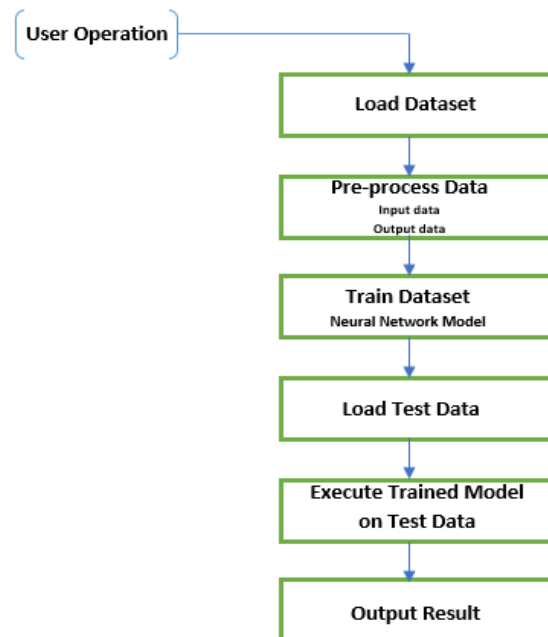 User Operation
Load Dataset
Pre-process Data
Input data
Output data
Train Dataset
Neural Network Model
Load Test Data
Execute Trained Model
on Test Data
Output Result